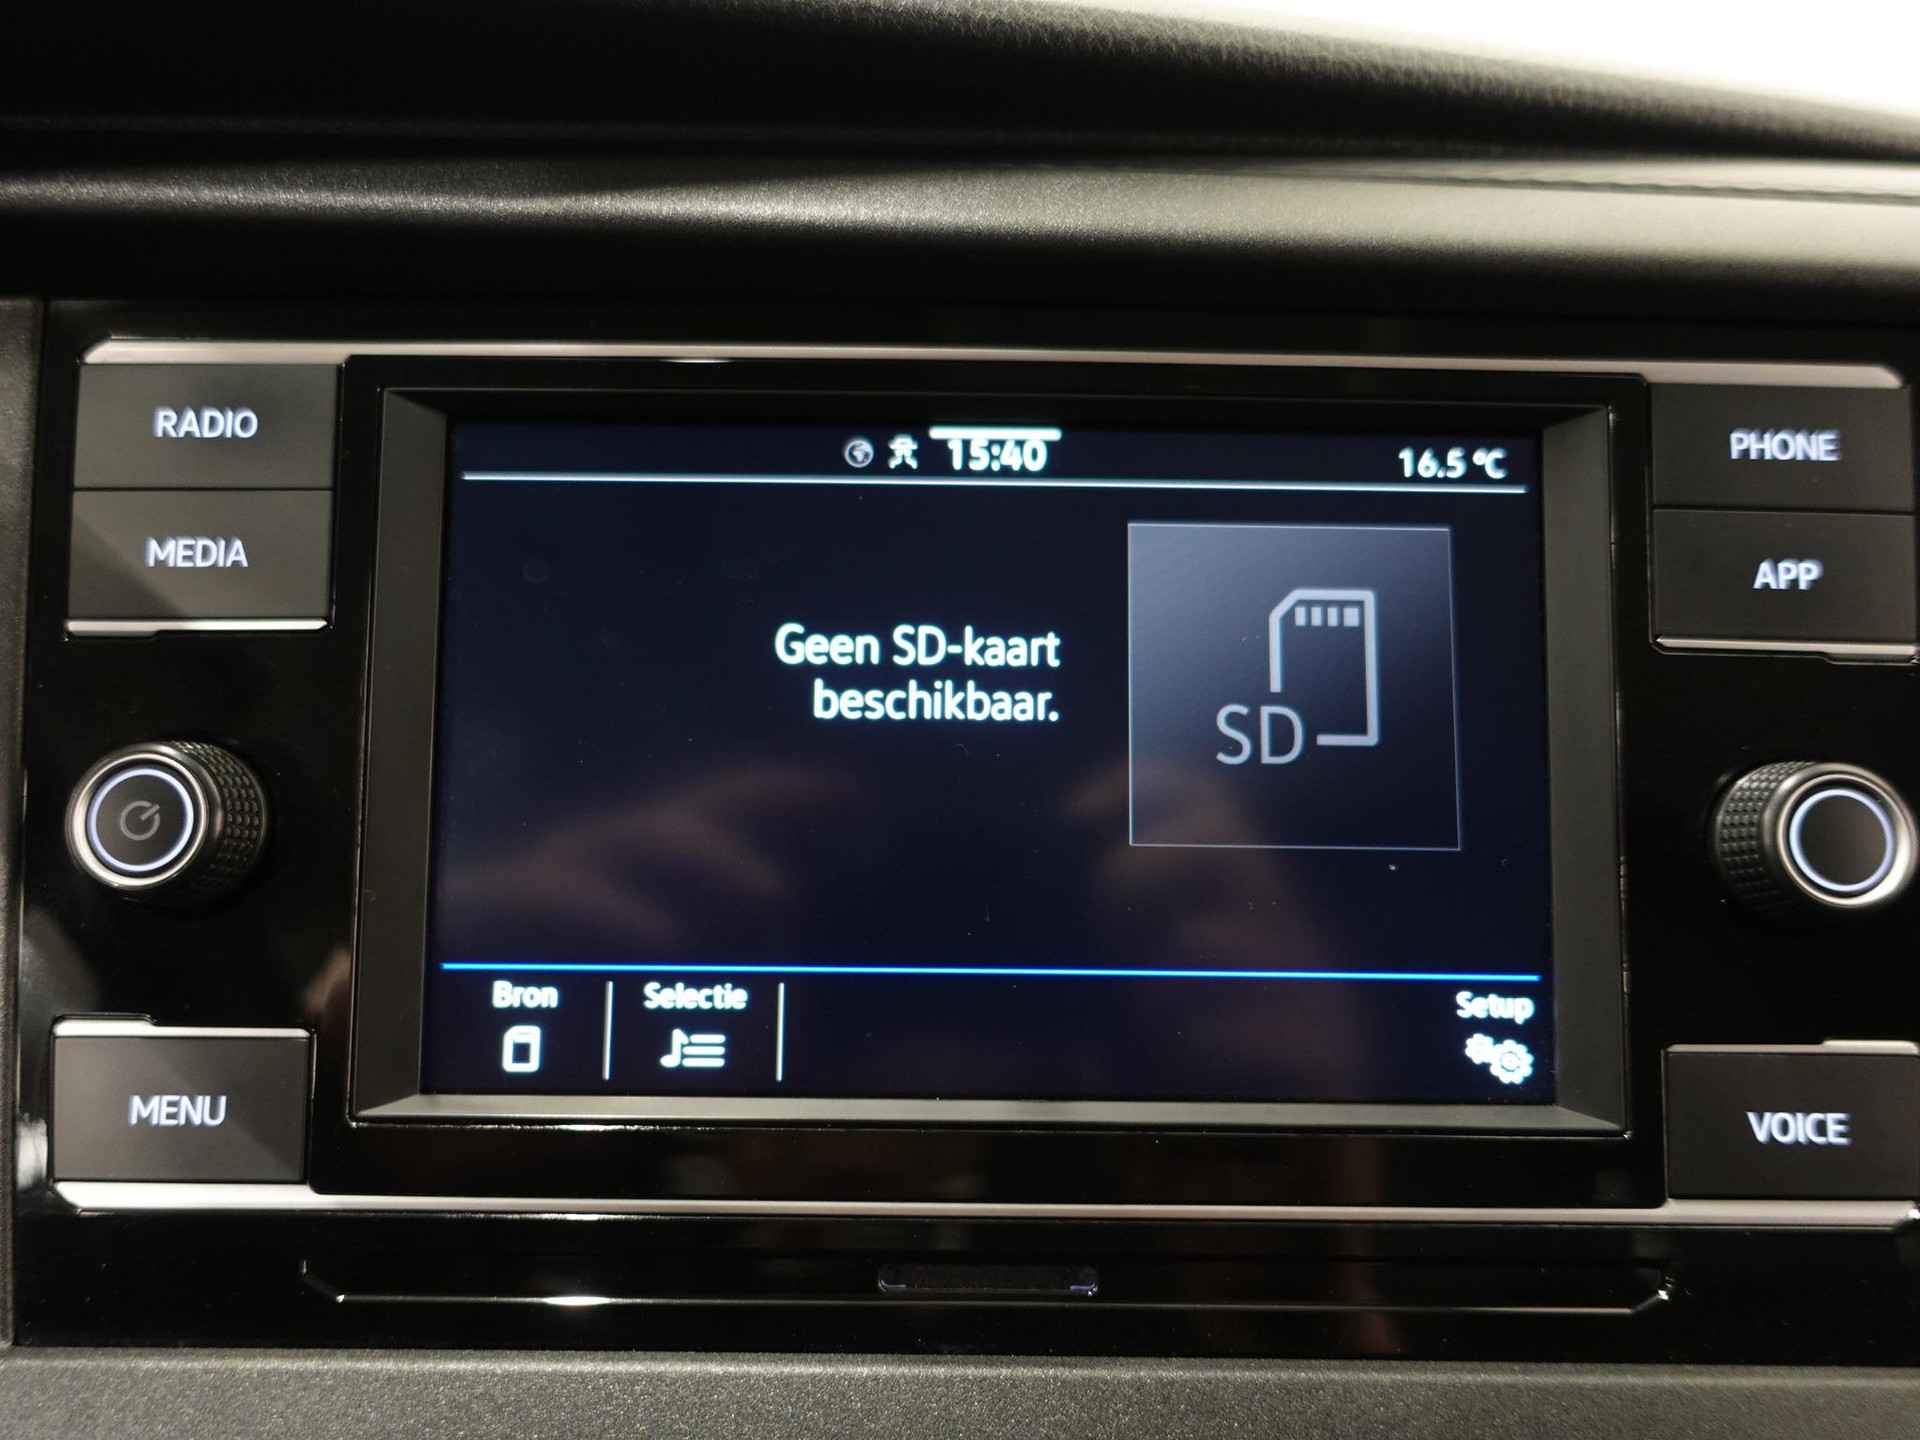 RADIO
MEDIA
MENU
15:40
16.5 °C
Geen SD-kaart
beschikbaar.
SD
Bron
Selectie
Setup
PHONE
APP
VOICE